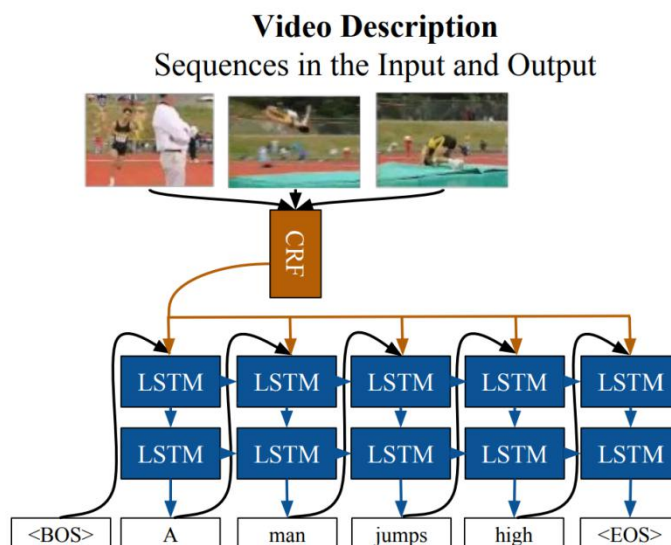 Video Description
Sequences in the Input and Output
CRF
LSTM LSTM LSTM LSTM LSTM
LSTM LSTM LSTM LSTM LSTM
<BOS> A man jumps high <EOS>